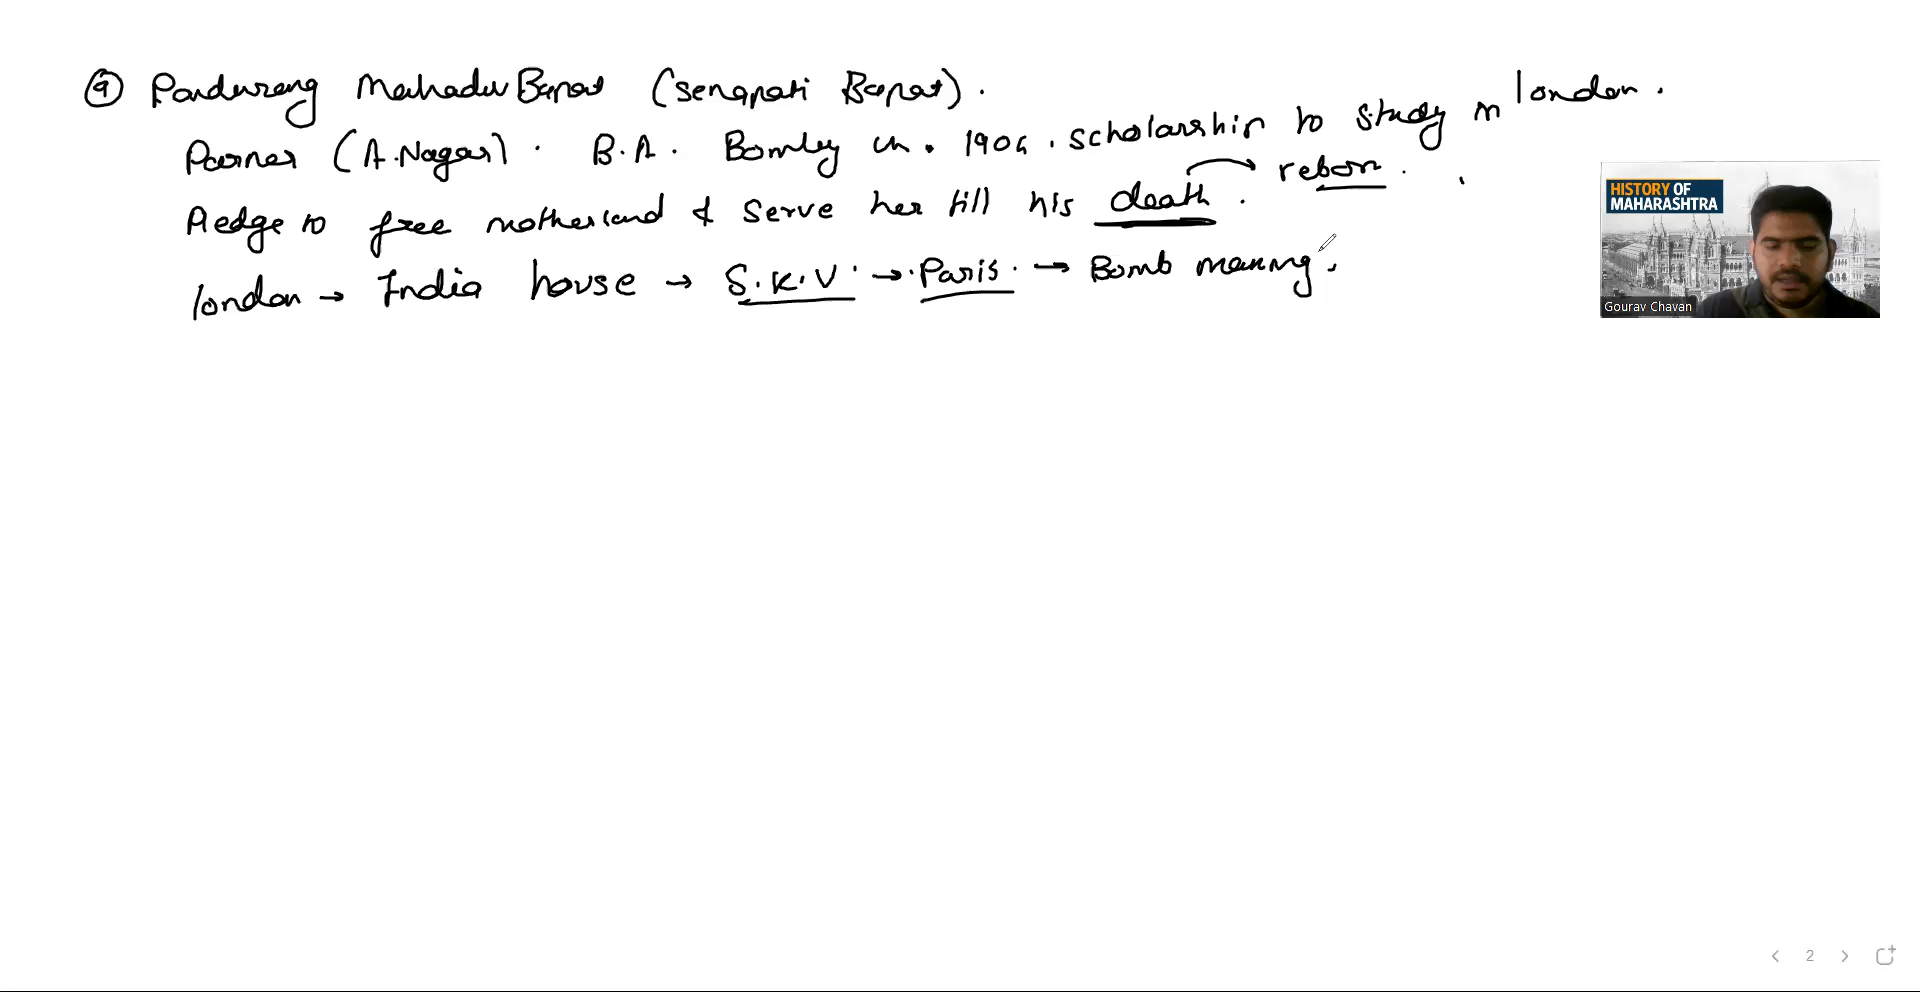 9 Pandurang Mahadev Bapat (Senapati Bapat).
Parner (A.Nagar). B.A. Bombay un. 1904. scholarship to study in london.
Pledge to free motherland & serve her till his death. → reborn.
london → India house → S.K.V. → Paris. → Bomb making.
HISTORY OF
MAHARASHTRA
Gourav Chavan
2